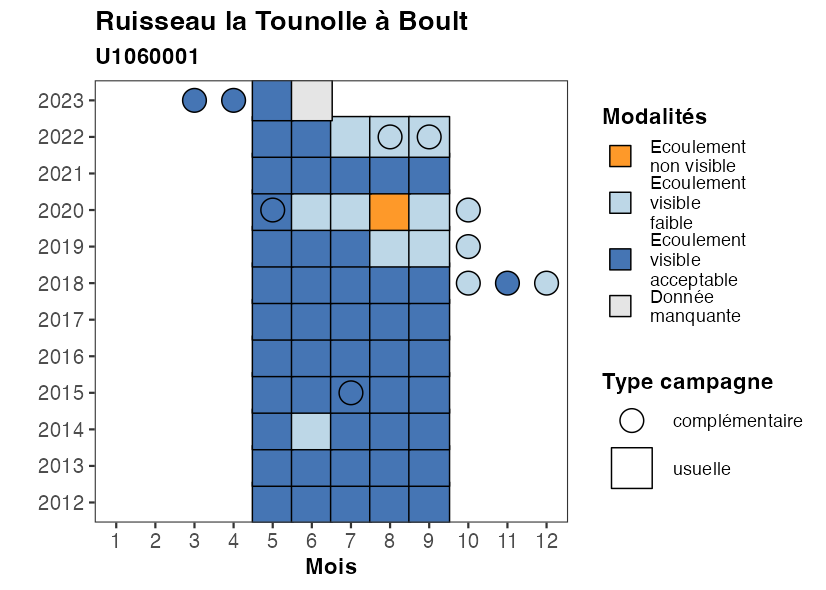 Ruisseau la Tounolle à Boult
U1060001
2023
2022
2021
2020
2019
2018
2017
2016
2015
2014
2013
2012
1 2 3 4 5 6 7 8 9 10 11 12
Mois
Modalités
Ecoulement
non visible
Ecoulement
visible
faible
Ecoulement
visible
acceptable
Donnée
manquante
Type campagne
complémentaire
usuelle